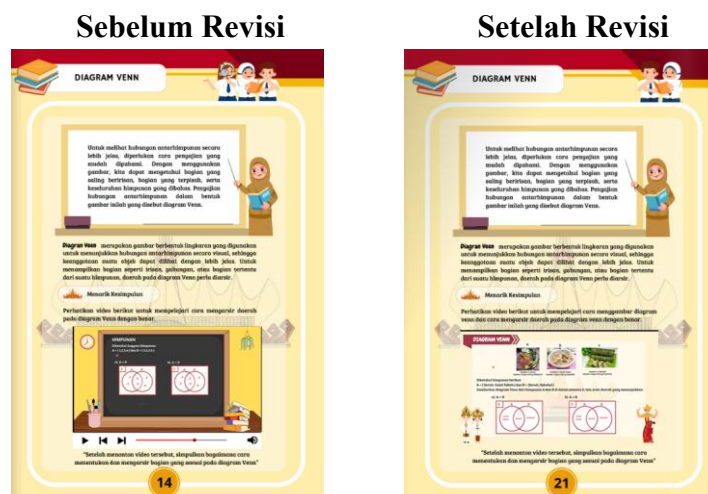 Sebelum Revisi
DIAGRAM VENN
Untuk melihat hubungan antarhimpunan secara
lebih jelas, diperlukan cara penyajian yang
mudah dipahami. Dengan menggunakan
gambar, kita dapat mengetahui bagian yang
saling beririsan, bagian yang terpisah, serta
keseluruhan himpunan yang dibahas. Penyajian
hubungan antarhimpunan dalam bentuk
gambar inilah yang disebut diagram Venn.
Diagran Venn merupakan gambar berbentuk lingkaran yang digunakan
untuk menunjukkan hubungan antarhimpunan secara visual, sehingga
keanggotaan suatu objek dapat dilihat dengan lebih jelas. Untuk
menampilkan bagian seperti irisan, gabungan, atau bagian tertentu
dari suatu himpunan, daerah pada diagram Venn perlu diarsir.
Menarik Kesimpulan
Perhatikan video berikut untuk mempelajari cara mengarsir daerah
pada diagram Venn dengan benar.
HIMPUNAN
"Setelah menonton video tersebut, simpulkan bagaimana cara
menentukan dan mengarsir bagian yang sesuai pada diagram Venn"
14
Setelah Revisi
DIAGRAM VENN
Untuk melihat hubungan antarhimpunan secara
lebih jelas, diperlukan cara penyajian yang
mudah dipahami. Dengan menggunakan
gambar, kita dapat mengetahui bagian yang
saling beririsan, bagian yang terpisah, serta
keseluruhan himpunan yang dibahas. Penyajian
hubungan antarhimpunan dalam bentuk
gambar inilah yang disebut diagram Venn.
Diagran Venn merupakan gambar berbentuk lingkaran yang digunakan
untuk menunjukkan hubungan antarhimpunan secara visual, sehingga
keanggotaan suatu objek dapat dilihat dengan lebih jelas. Untuk
menampilkan bagian seperti irisan, gabungan, atau bagian tertentu
dari suatu himpunan, daerah pada diagram Venn perlu diarsir.
Menarik Kesimpulan
Perhatikan video berikut untuk mempelajari cara menggambar diagram
venn dan cara mengarsir daerah pada diagram venn dengan benar.
DIAGRAM VENN
"Setelah menonton video tersebut, simpulkan bagaimana cara
menentukan dan mengarsir bagian yang sesuai pada diagram Venn"
21